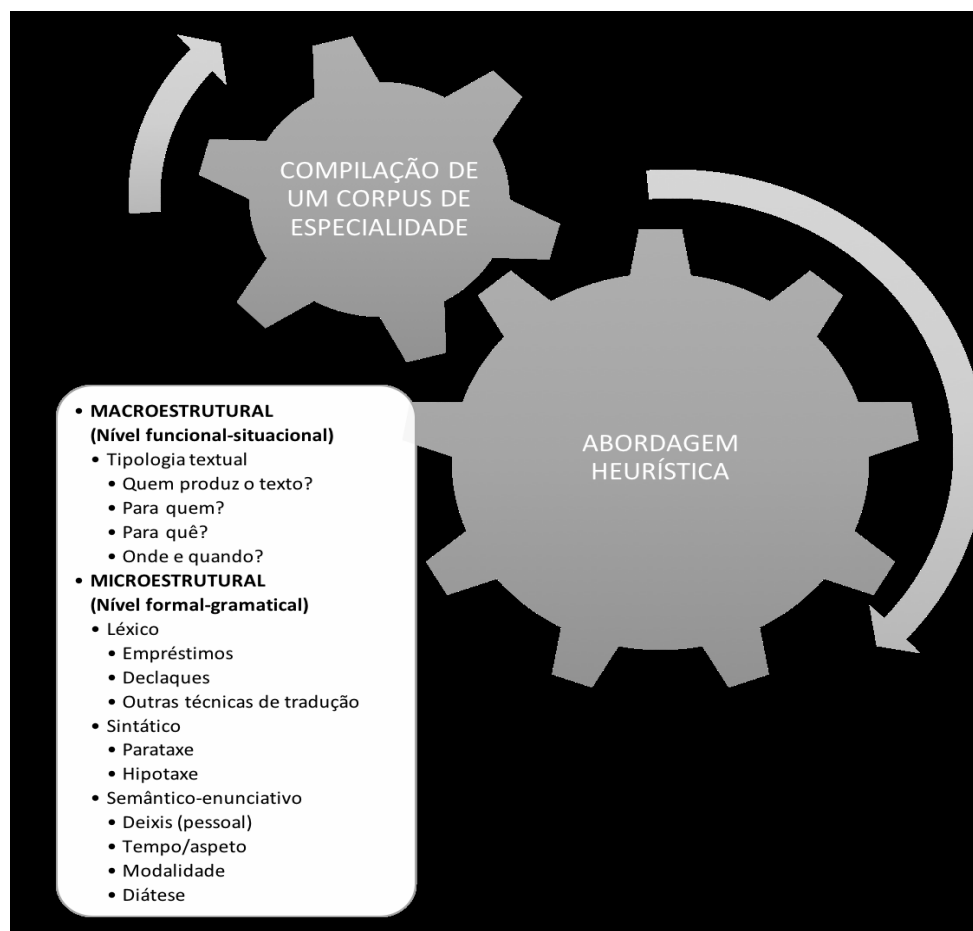 COMPILAÇÃO DE
UM CORPUS DE
ESPECIALIDADE
ABORDAGEM
HEURÍSTICA
• MACROESTRUTURAL
(Nível funcional-situacional)
• Tipologia textual
• Quem produz o texto?
• Para quem?
• Para quê?
• Onde e quando?
• MICROESTRUTURAL
(Nível formal-gramatical)
• Léxico
• Empréstimos
• Declaques
• Outras técnicas de tradução
• Sintático
• Parataxe
• Hipotaxe
• Semântico-enunciativo
• Deixis (pessoal)
• Tempo/aspeto
• Modalidade
• Diátese